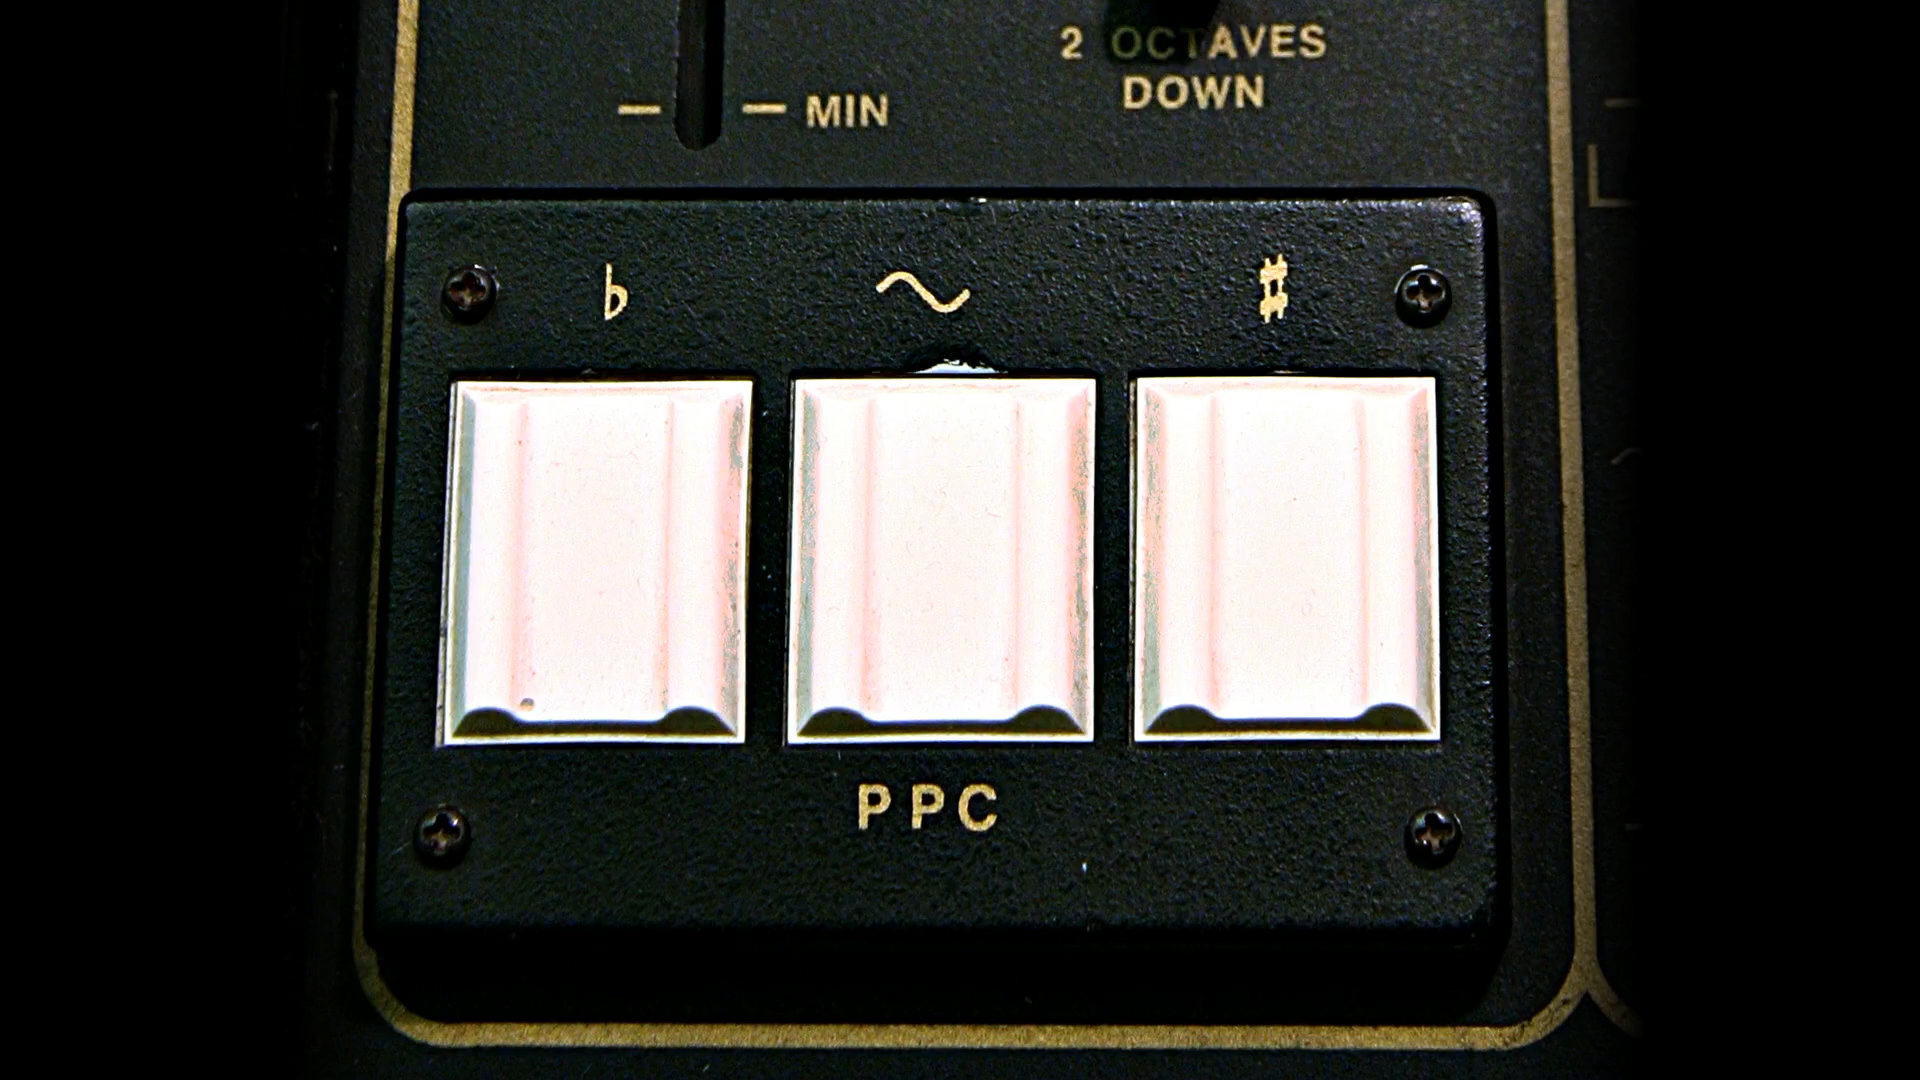 2 OCTAVES
DOWN
MIN
♭ ~ ♯
PPC